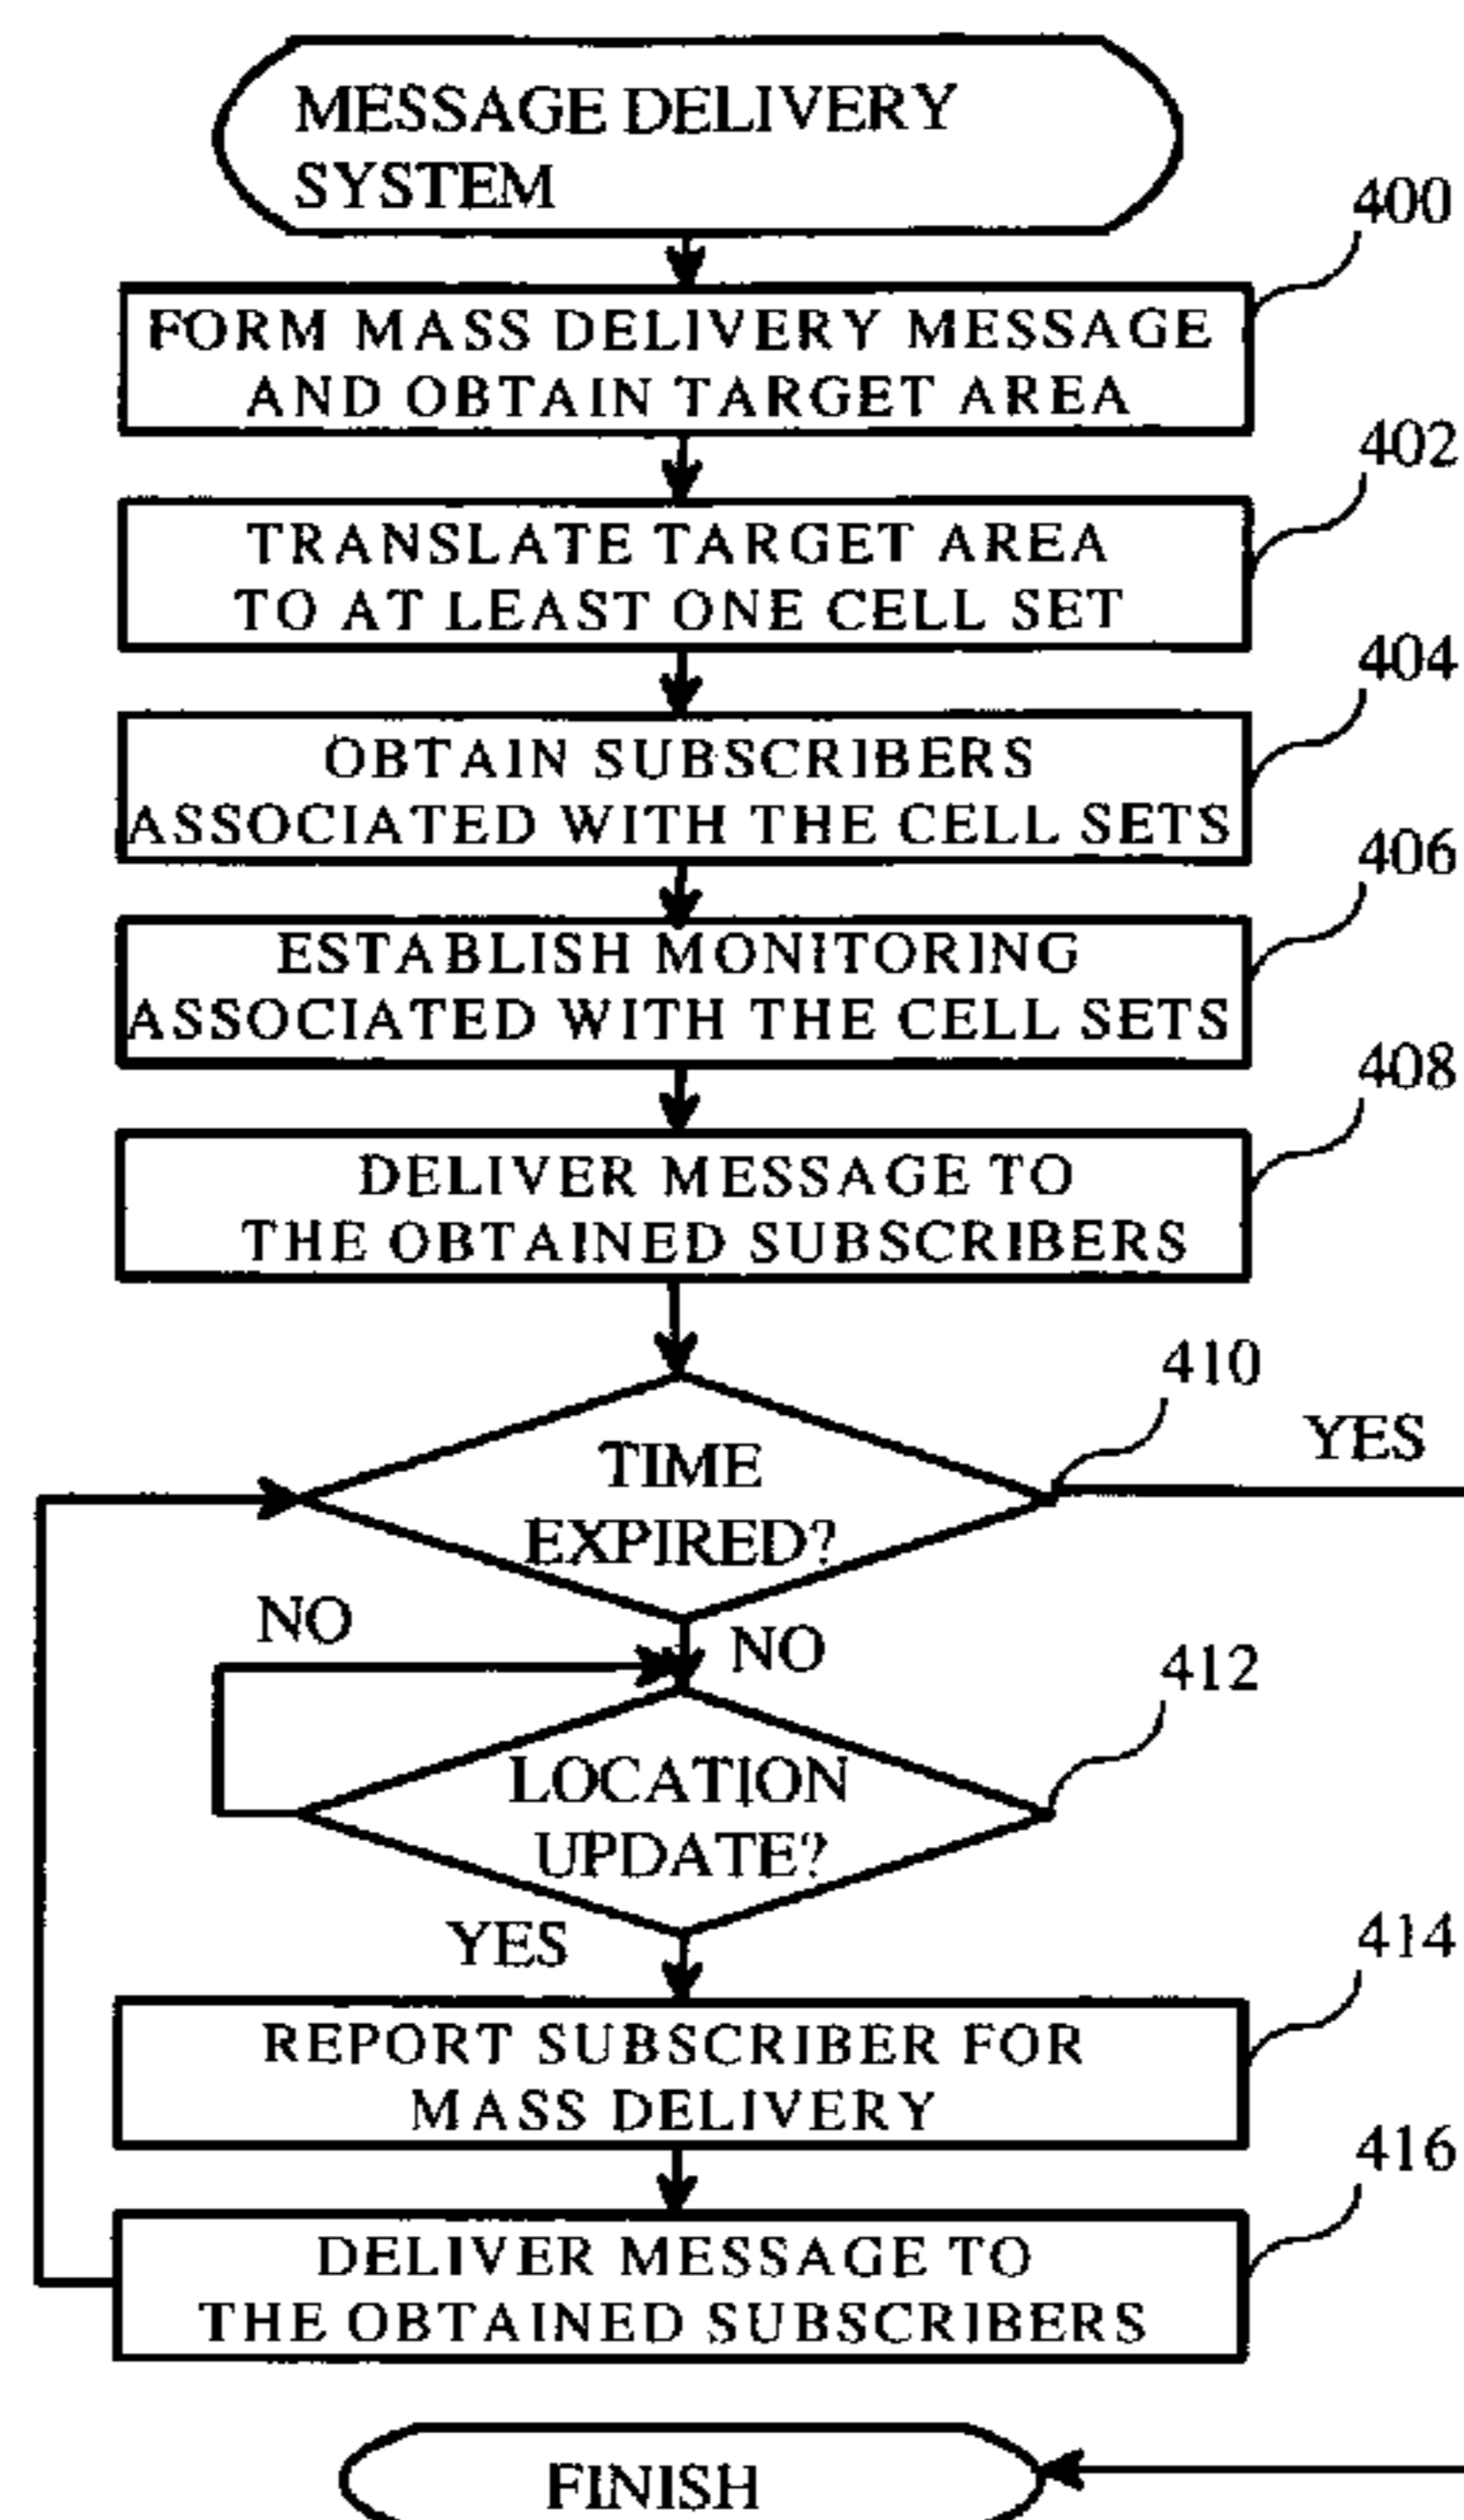 MESSAGE DELIVERY
SYSTEM
400
FORM MASS DELIVERY MESSAGE
AND OBTAIN TARGET AREA
402
TRANSLATE TARGET AREA
TO AT LEAST ONE CELL SET
404
OBTAIN SUBSCRIBERS
ASSOCIATED WITH THE CELL SETS
406
ESTABLISH MONITORING
ASSOCIATED WITH THE CELL SETS
408
DELIVER MESSAGE TO
THE OBTAINED SUBSCRIBERS
410
YES
TIME
EXPIRED?
NO
NO
412
LOCATION
UPDATE?
YES
414
REPORT SUBSCRIBER FOR
MASS DELIVERY
416
DELIVER MESSAGE TO
THE OBTAINED SUBSCRIBERS
FINISH